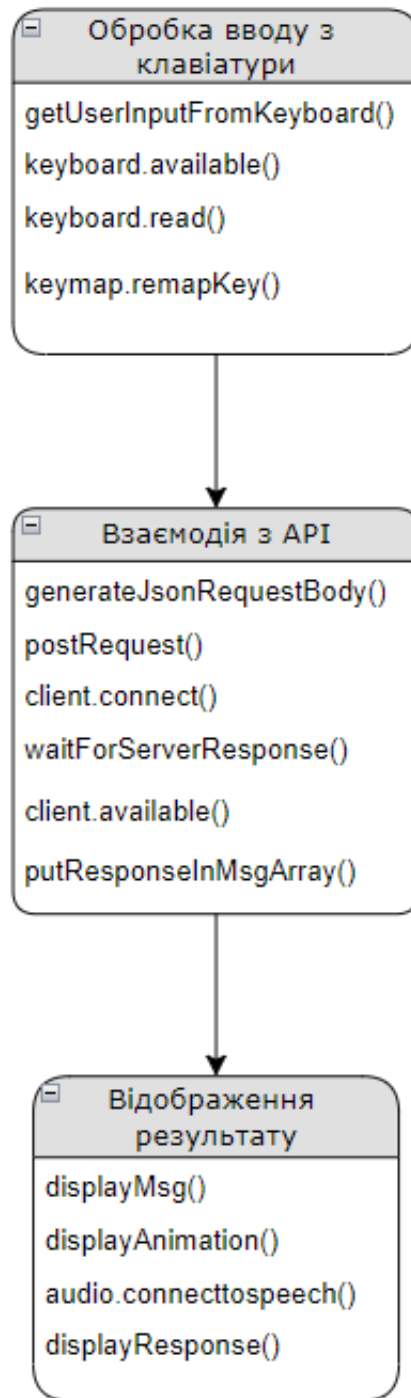 Обробка вводу з
клавіатури
getUserInputFromKeyboard()
keyboard.available()
keyboard.read()
keymap.remapKey()
Взаємодія з API
generateJsonRequestBody()
postRequest()
client.connect()
waitForServerResponse()
client.available()
putResponseInMsgArray()
Відображення
результату
displayMsg()
displayAnimation()
audio.connecttospeech()
displayResponse()